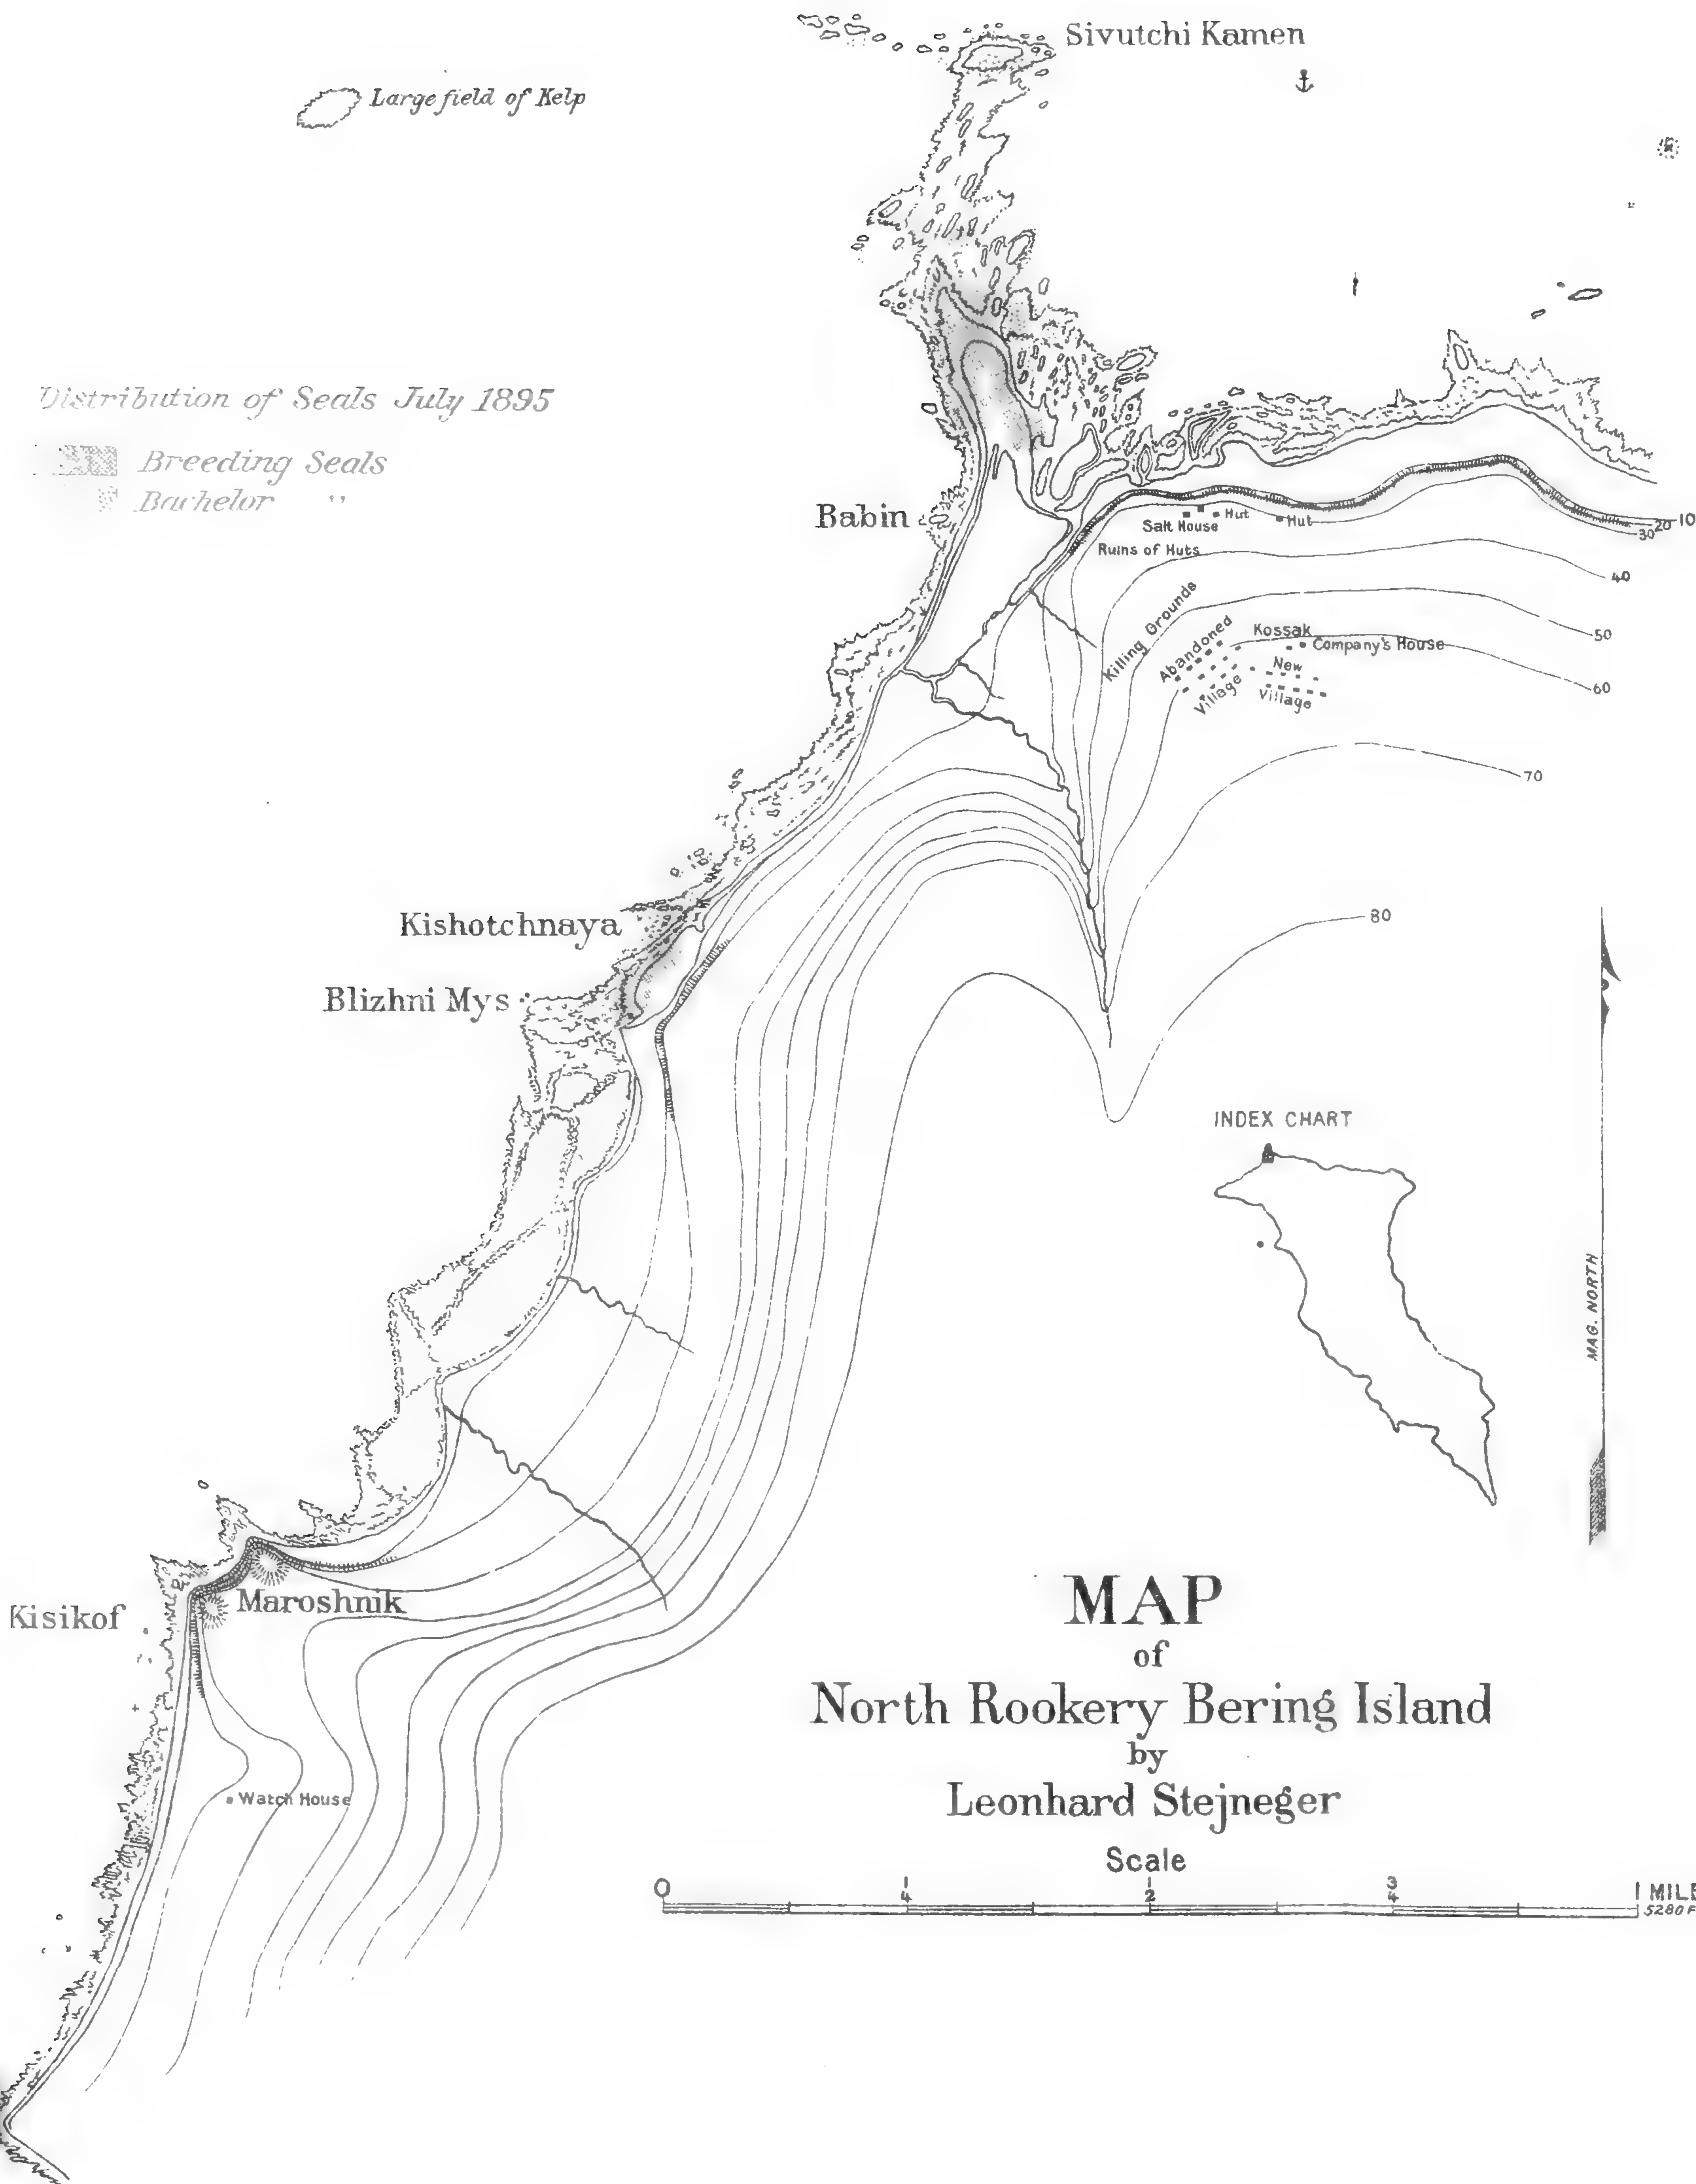 Sivutchi Kamen
Large field of Kelp
Distribution of Seals July 1895
Breeding Seals
Bachelor "
Babin
Salt House
Hut
Hut
Ruins of Huts
10
20
30
40
50
60
70
80
Killing Grounds
Abandoned
Village
Kossak
Company's House
New
Village
Kishotchnaya
Blizhni Mys
INDEX CHART
MAG. NORTH
Maroshnik
Kisikof
Watch House
MAP
of
North Rookery Bering Island
by
Leonhard Stejneger
Scale
0 1/4 1/2 3/4 1 MILE
5280 F